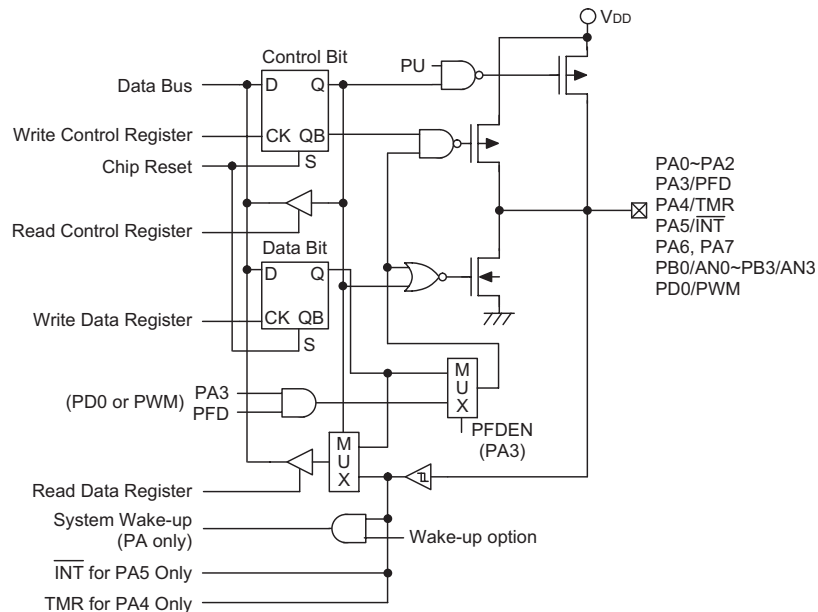 VDD
Control Bit
PU
Data Bus
D
Q
Write Control Register
CK
QB
Chip Reset
S
PA0~PA2
PA3/PFD
PA4/TMR
PA5/INT
PA6, PA7
PB0/AN0~PB3/AN3
PD0/PWM
Read Control Register
Data Bit
D
Q
Write Data Register
CK
QB
S
M
U
X
(PD0 or PWM)
PA3
PFD
PFDEN
(PA3)
M
U
X
Read Data Register
System Wake-up
(PA only)
Wake-up option
INT for PA5 Only
TMR for PA4 Only